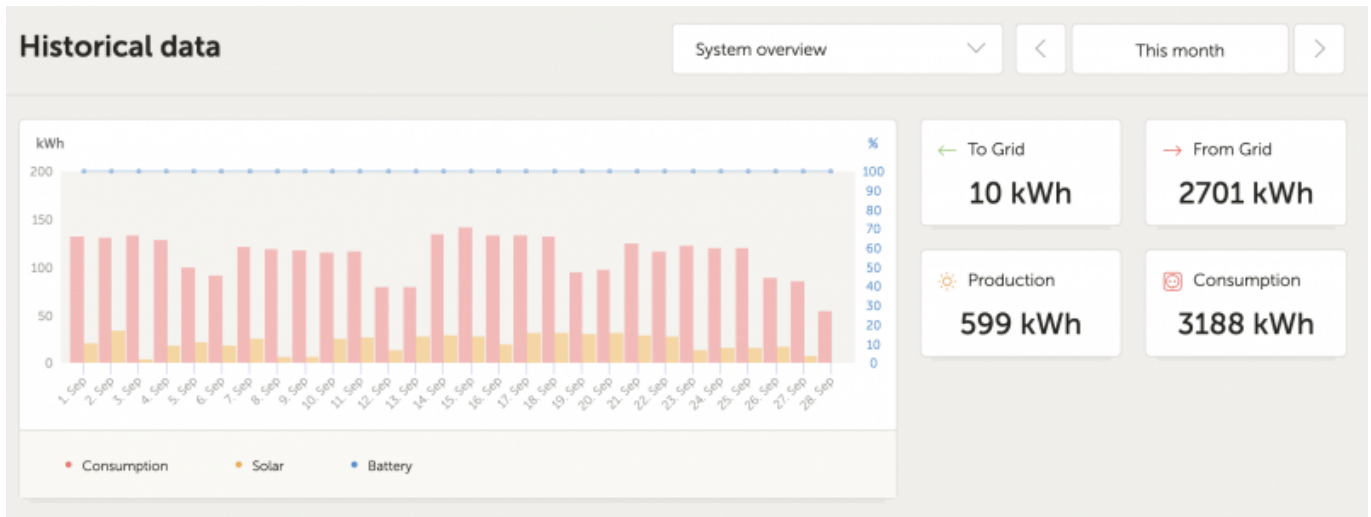 Historical data
System overview
This month
kWh
%
200
150
100
50
0
100
90
80
70
60
50
40
30
20
10
0
1. Sep
2. Sep
3. Sep
4. Sep
5. Sep
6. Sep
7. Sep
8. Sep
9. Sep
10. Sep
11. Sep
12. Sep
13. Sep
14. Sep
15. Sep
16. Sep
17. Sep
18. Sep
19. Sep
20. Sep
21. Sep
22. Sep
23. Sep
24. Sep
25. Sep
26. Sep
27. Sep
28. Sep
Consumption
Solar
Battery
To Grid
10 kWh
From Grid
2701 kWh
Production
599 kWh
Consumption
3188 kWh